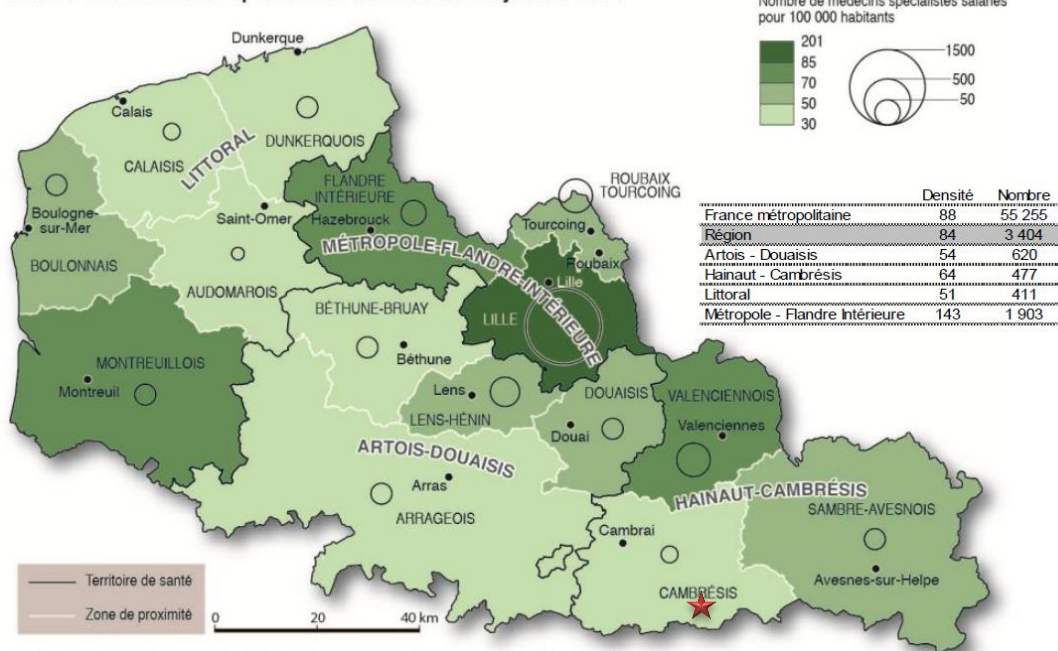 Nombre de médecins spécialistes salariés
pour 100 000 habitants
201
85
70
50
30
1500
500
50
Dunkerque
Calais
DUNKERQUOIS
CALAISIS
LITTORAL
FLANDRE
INTÉRIEURE
ROUBAIX
TOURCOING
Boulogne-
sur-Mer
Saint-Omer
Hazebrouck
Tourcoing
Roubaix
MÉTROPOLE-FLANDRE-INTÉRIEURE
Lille
BOULONNAIS
AUDOMAROIS
BÉTHUNE-BRUAY
LILLE
Densité Nombre
France métropolitaine 88 55 255
Région 84 3 404
Artois - Douaisis 54 620
Hainaut - Cambrésis 64 477
Littoral 51 411
Métropole - Flandre Intérieure 143 1 903
MONTREUILLOIS
Montreuil
Béthune
Lens
LENS-HÉNIN
DOUAISIS
Douai
VALENCIENNOIS
Valenciennes
ARTOIS-DOUAISIS
Arras
ARRAGEOIS
HAINAUT-CAMBRÉSIS
SAMBRE-AVESNOIS
Cambrai
Avesnes-sur-Helpe
CAMBRÉSIS
Territoire de santé
Zone de proximité
0 20 40 km